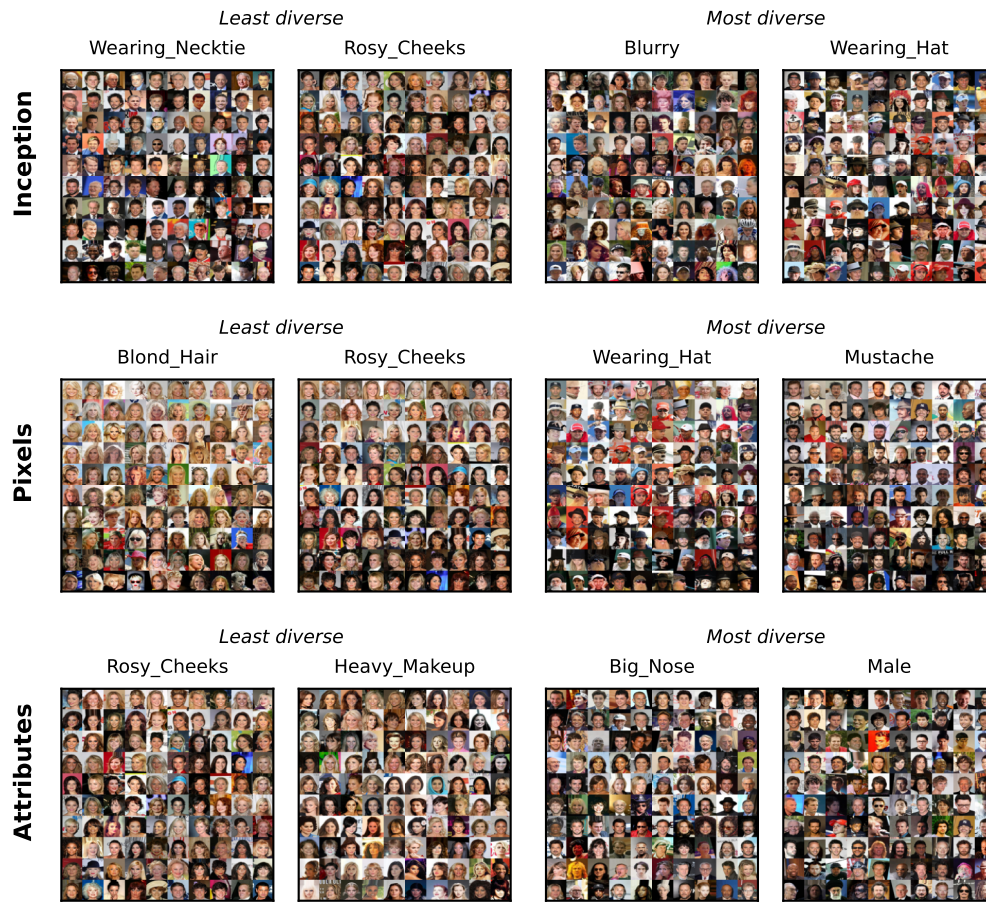 Least diverse
Most diverse
Wearing_Necktie
Rosy_Cheeks
Blurry
Wearing_Hat
Inception
Least diverse
Most diverse
Blond_Hair
Rosy_Cheeks
Wearing_Hat
Mustache
Pixels
Least diverse
Most diverse
Rosy_Cheeks
Heavy_Makeup
Big_Nose
Male
Attributes